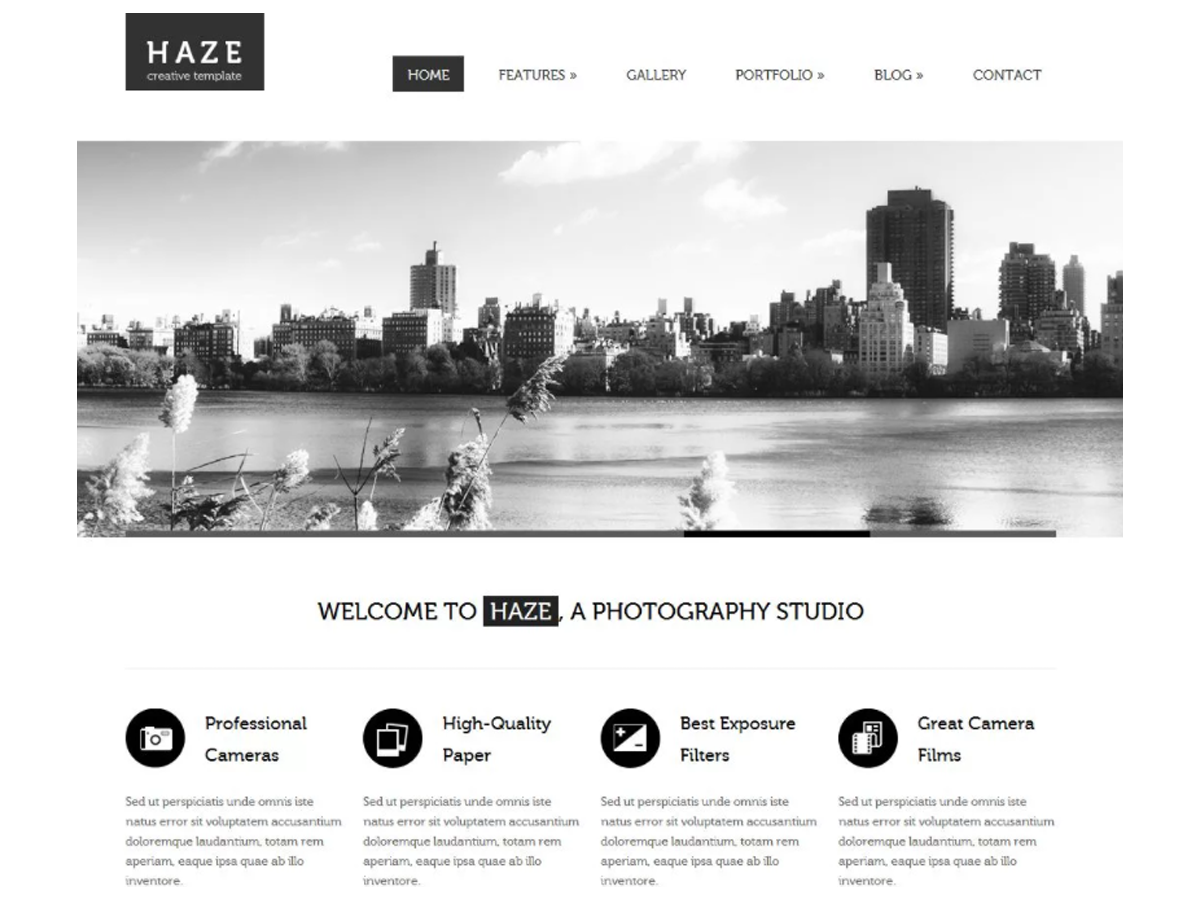 HAZE
creative template
HOME FEATURES » GALLERY PORTFOLIO » BLOG » CONTACT
WELCOME TO HAZE, A PHOTOGRAPHY STUDIO
Professional
Cameras
Sed ut perspiciatis unde omnis iste
natus error sit voluptatem accusantium
doloremque laudantium, totam rem
aperiam, eaque ipsa quae ab illo
inventore.
High-Quality
Paper
Sed ut perspiciatis unde omnis iste
natus error sit voluptatem accusantium
doloremque laudantium, totam rem
aperiam, eaque ipsa quae ab illo
inventore.
Best Exposure
Filters
Sed ut perspiciatis unde omnis iste
natus error sit voluptatem accusantium
doloremque laudantium, totam rem
aperiam, eaque ipsa quae ab illo
inventore.
Great Camera
Films
Sed ut perspiciatis unde omnis iste
natus error sit voluptatem accusantium
doloremque laudantium, totam rem
aperiam, eaque ipsa quae ab illo
inventore.